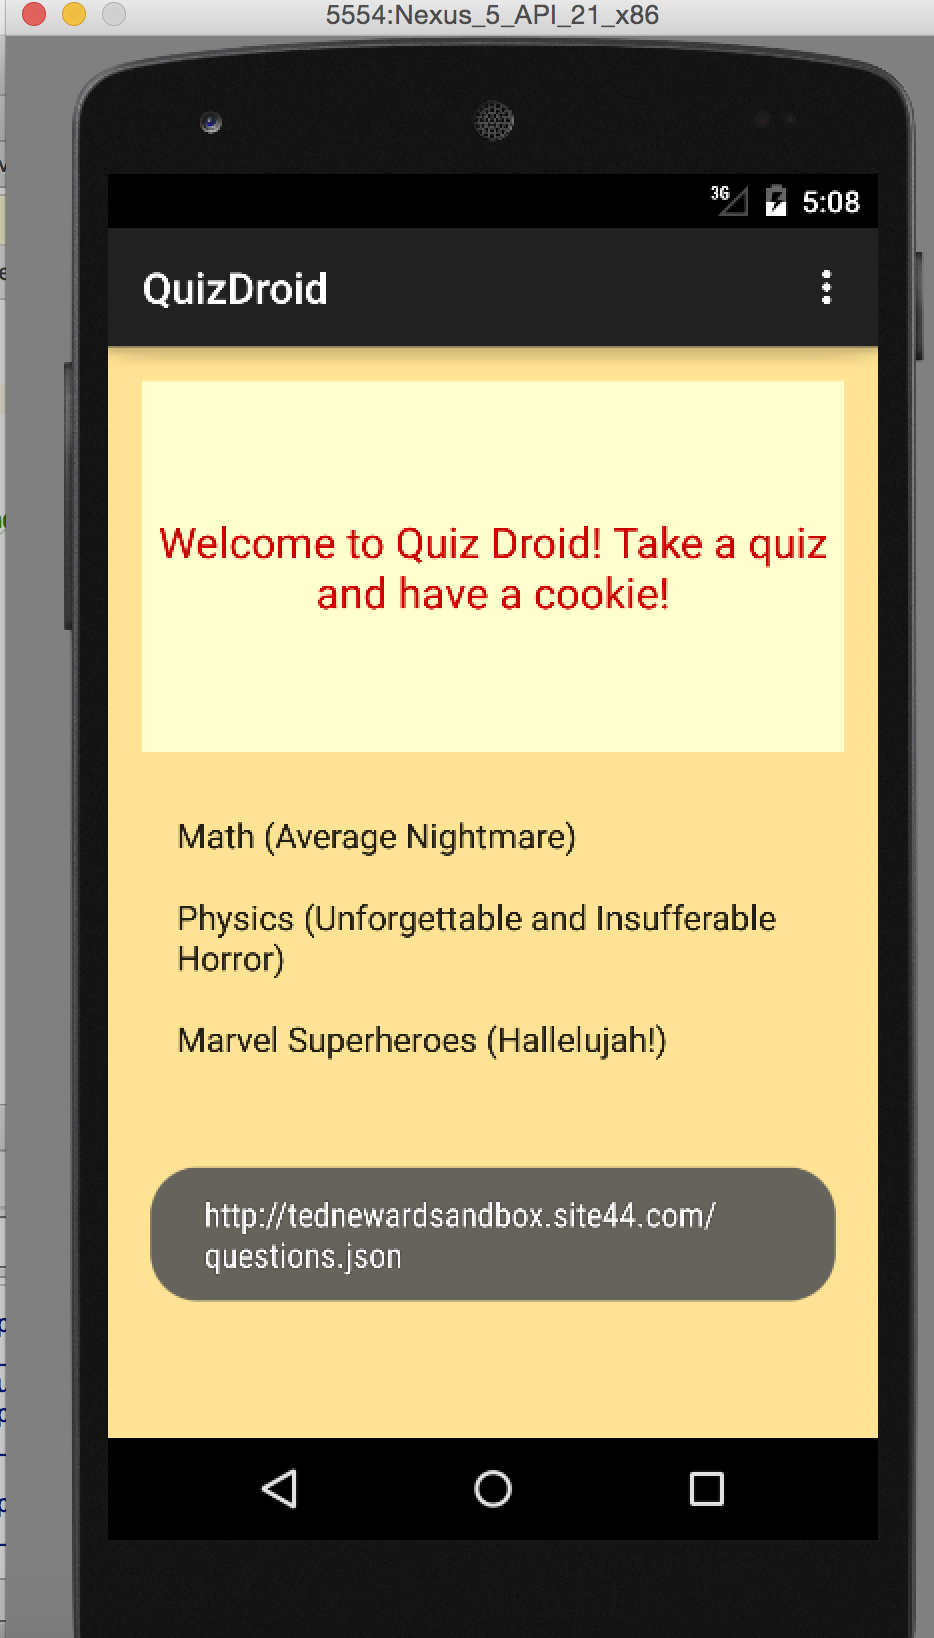 5554:Nexus_5_API_21_x86
3G 5:08
QuizDroid
Welcome to Quiz Droid! Take a quiz
and have a cookie!
Math (Average Nightmare)
Physics (Unforgettable and Insufferable
Horror)
Marvel Superheroes (Hallelujah!)
http://tednewardsandbox.site44.com/
questions.json